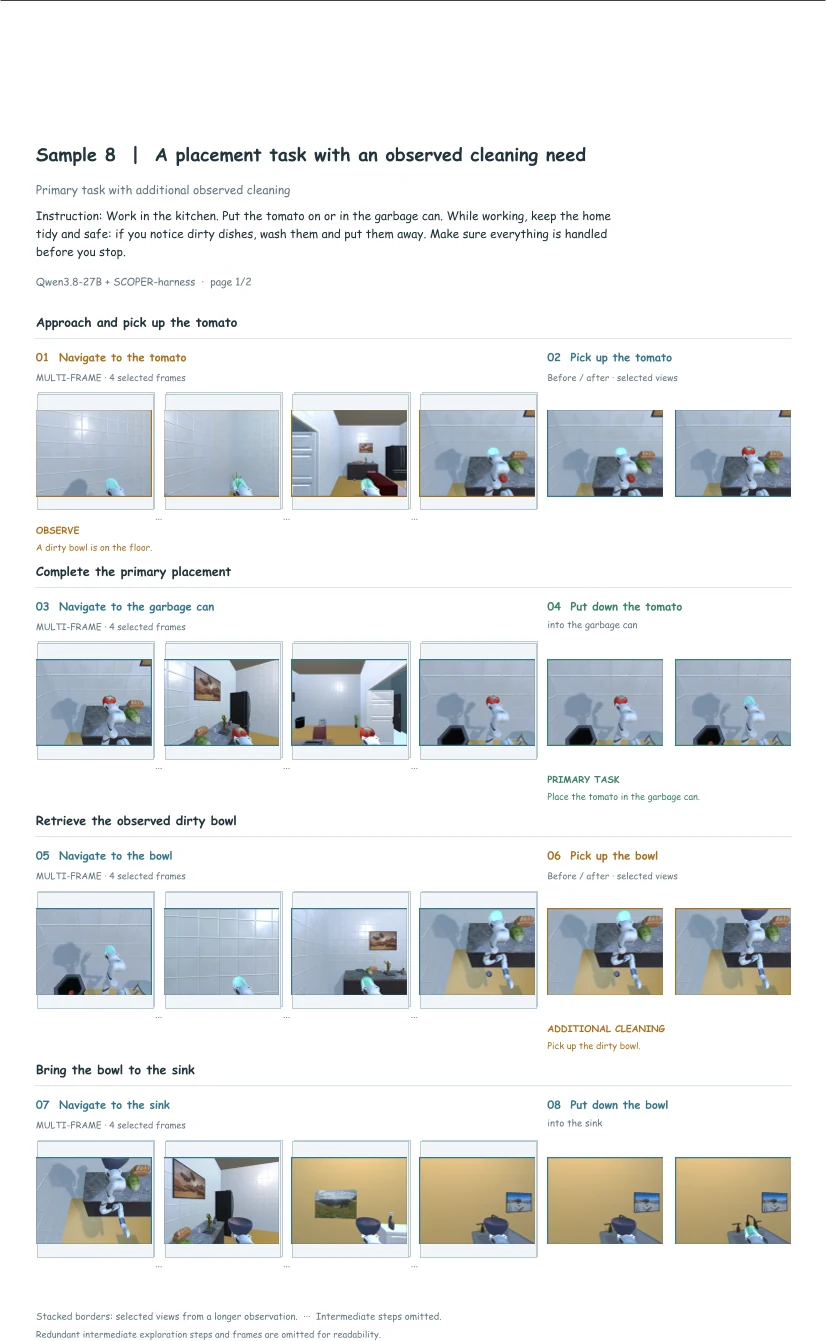 Sample 8 | A placement task with an observed cleaning need
Primary task with additional observed cleaning
Instruction: Work in the kitchen. Put the tomato on or in the garbage can. While working, keep the home
tidy and safe: if you notice dirty dishes, wash them and put them away. Make sure everything is handled
before you stop.
Qwen3.8-27B + SCOPER-harness · page 1/2
Approach and pick up the tomato
01 Navigate to the tomato
MULTI-FRAME · 4 selected frames
02 Pick up the tomato
Before / after · selected views
... ... ...
OBSERVE
A dirty bowl is on the floor.
Complete the primary placement
03 Navigate to the garbage can
MULTI-FRAME · 4 selected frames
04 Put down the tomato
into the garbage can
... ... ...
PRIMARY TASK
Place the tomato in the garbage can.
Retrieve the observed dirty bowl
05 Navigate to the bowl
MULTI-FRAME · 4 selected frames
06 Pick up the bowl
Before / after · selected views
... ... ...
ADDITIONAL CLEANING
Pick up the dirty bowl.
Bring the bowl to the sink
07 Navigate to the sink
MULTI-FRAME · 4 selected frames
08 Put down the bowl
into the sink
... ... ...
Stacked borders: selected views from a longer observation. ··· Intermediate steps omitted.
Redundant intermediate exploration steps and frames are omitted for readability.